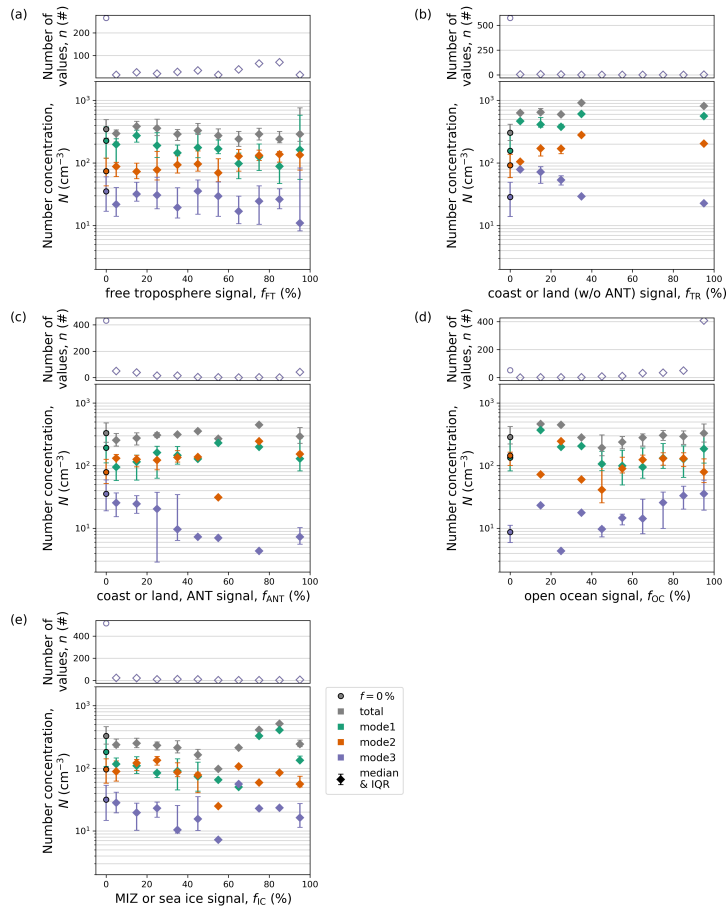 (a)
Number of
values, n (#)
200
100
Number concentration,
N (cm⁻³)
10³
10²
10¹
0 20 40 60 80 100
free troposphere signal, f_FT (%)
(b)
Number of
values, n (#)
500
250
0
Number concentration,
N (cm⁻³)
10³
10²
10¹
0 20 40 60 80 100
coast or land (w/o ANT) signal, f_TR (%)
(c)
Number of
values, n (#)
400
200
0
Number concentration,
N (cm⁻³)
10³
10²
10¹
0 20 40 60 80 100
coast or land, ANT signal, f_ANT (%)
(d)
Number of
values, n (#)
400
200
0
Number concentration,
N (cm⁻³)
10³
10²
10¹
0 20 40 60 80 100
open ocean signal, f_OC (%)
(e)
Number of
values, n (#)
400
200
0
Number concentration,
N (cm⁻³)
10³
10²
10¹
0 20 40 60 80 100
MIZ or sea ice signal, f_IC (%)
f = 0 %
total
mode1
mode2
mode3
median
& IQR